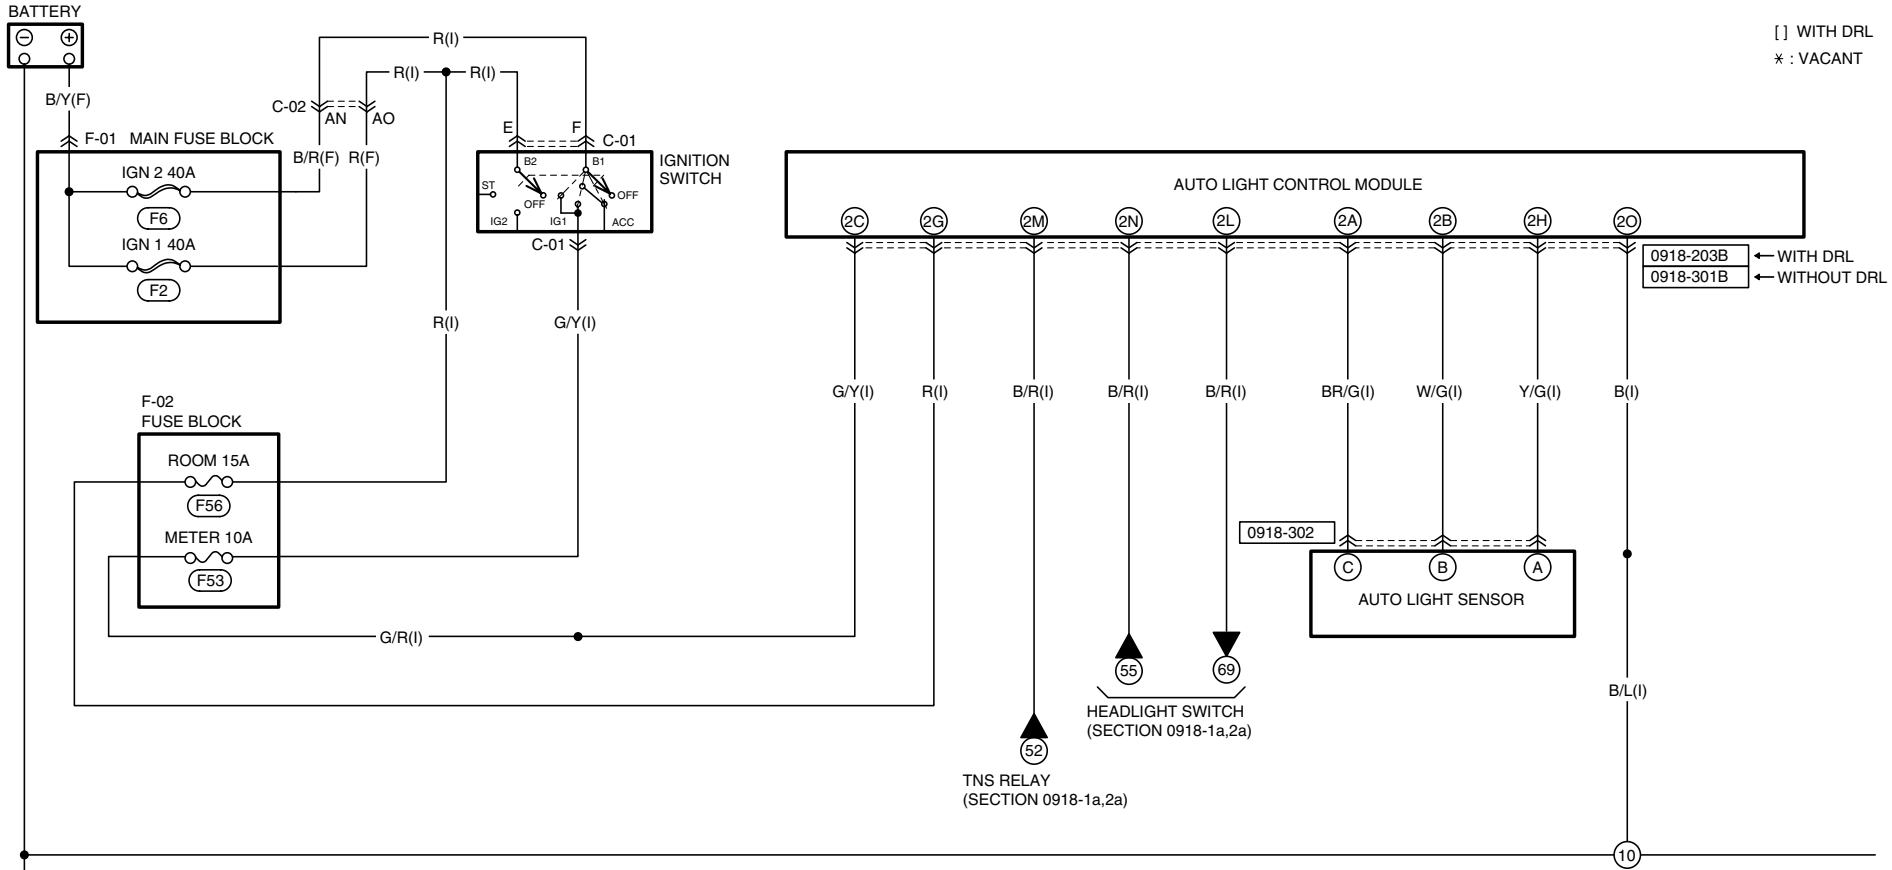 BATTERY
[ ] WITH DRL
* : VACANT
R(I)
R(I)
R(I)
B/Y(F)
C-02
AN
AO
E
F
C-01
F-01
MAIN FUSE BLOCK
B/R(F)
R(F)
IGNITION
SWITCH
B2
B1
ST
OFF
OFF
IG2
IG1
ACC
C-01
IGN 2 40A
F6
IGN 1 40A
F2
AUTO LIGHT CONTROL MODULE
2C
2G
2M
2N
2L
2A
2B
2H
2O
0918-203B
WITH DRL
0918-301B
WITHOUT DRL
R(I)
G/Y(I)
G/Y(I)
R(I)
B/R(I)
B/R(I)
B/R(I)
BR/G(I)
W/G(I)
Y/G(I)
B(I)
F-02
FUSE BLOCK
ROOM 15A
F56
METER 10A
F53
0918-302
C
B
A
AUTO LIGHT SENSOR
G/R(I)
55
69
HEADLIGHT SWITCH
(SECTION 0918-1a,2a)
B/L(I)
52
TNS RELAY
(SECTION 0918-1a,2a)
10